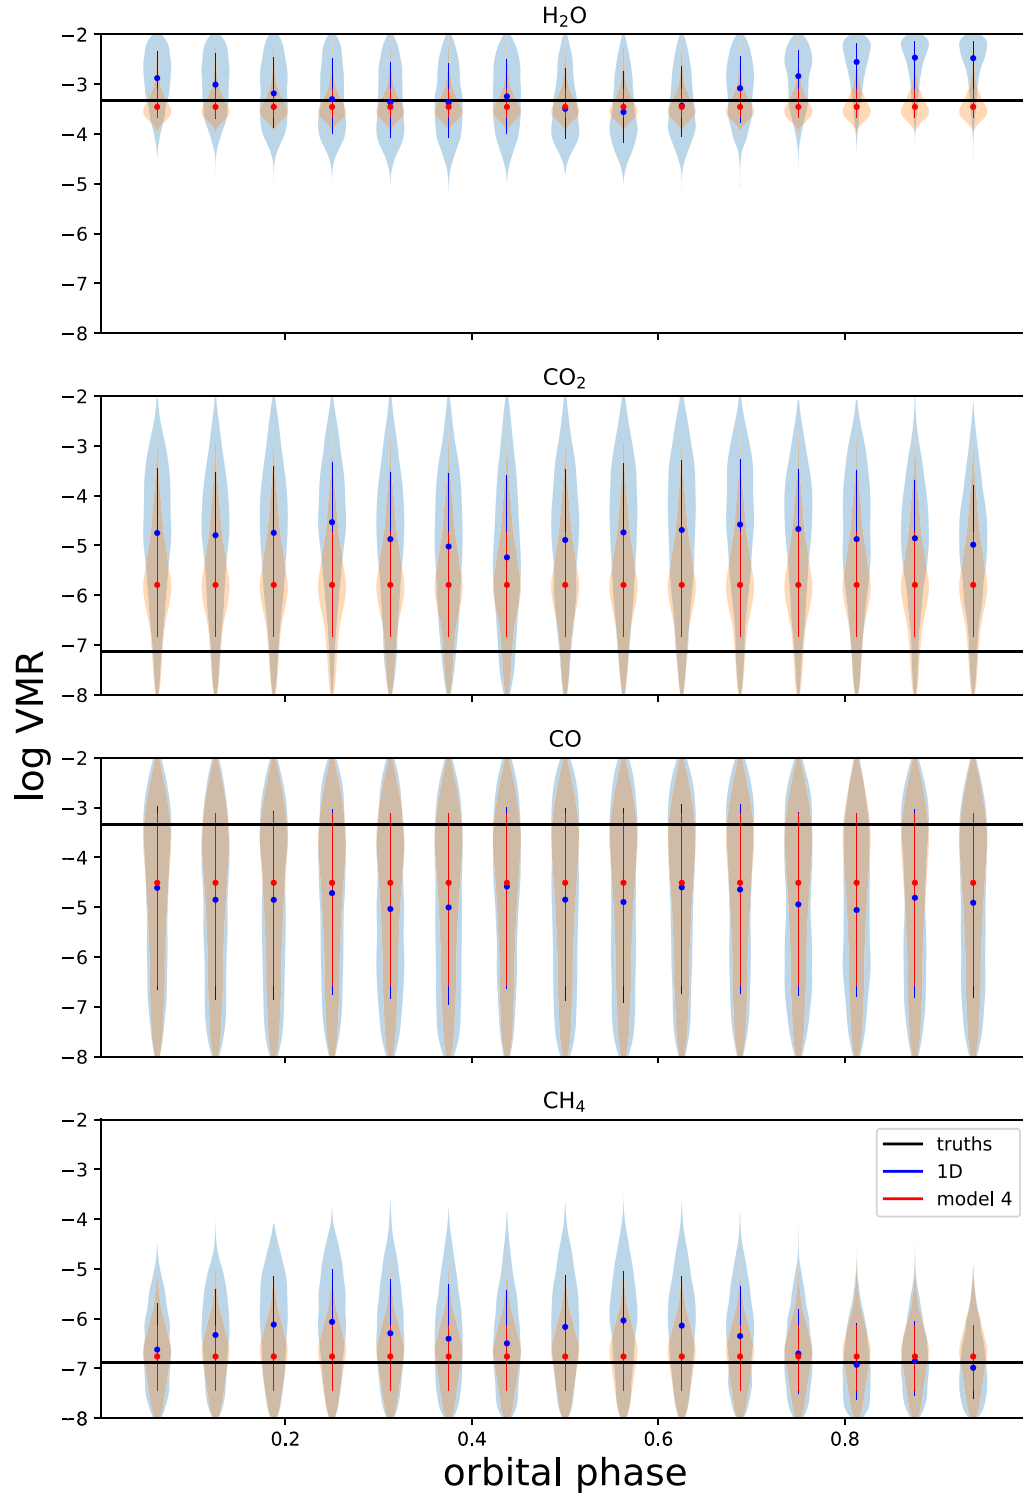 H₂O
−2
−3
−4
−5
−6
−7
−8
CO₂
−2
−3
−4
−5
−6
−7
−8
log VMR
CO
−2
−3
−4
−5
−6
−7
−8
CH₄
−2
−3
−4
−5
−6
−7
−8
truths
1D
model 4
0.2 0.4 0.6 0.8
orbital phase